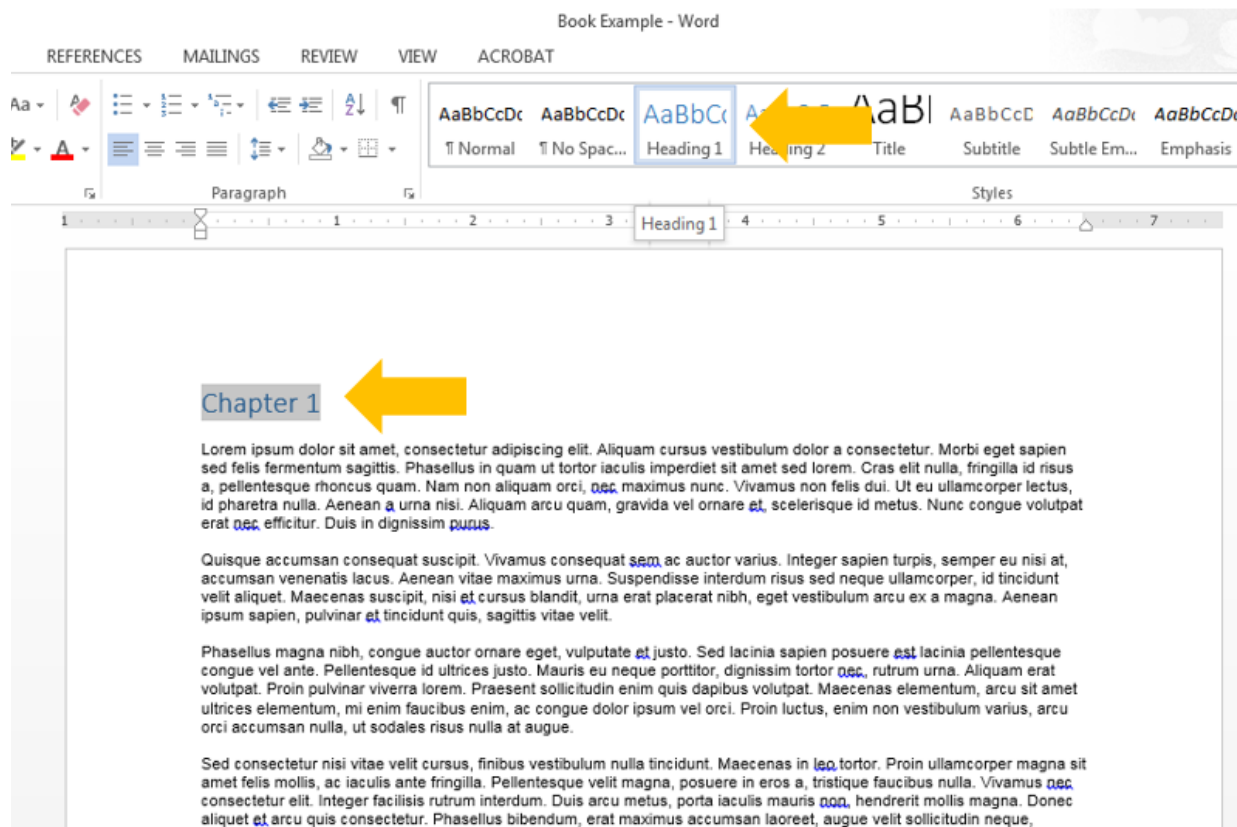 Book Example - Word
REFERENCES MAILINGS REVIEW VIEW ACROBAT
Aa
AaBbCcDc AaBbCcDc AaBbCc AaB AaBbCcD AaBbCcDc AaBbCcDc
¶ Normal ¶ No Spac... Heading 1 Heading 2 Title Subtitle Subtle Em... Emphasis
Paragraph Styles
1 1 2 3 4 5 6 7
Heading 1
Chapter 1
Lorem ipsum dolor sit amet, consectetur adipiscing elit. Aliquam cursus vestibulum dolor a consectetur. Morbi eget sapien
sed felis fermentum sagittis. Phasellus in quam ut tortor iaculis imperdiet sit amet sed lorem. Cras elit nulla, fringilla id risus
a, pellentesque rhoncus quam. Nam non aliquam orci, nec maximus nunc. Vivamus non felis dui. Ut eu ullamcorper lectus,
id pharetra nulla. Aenean a urna nisi. Aliquam arcu quam, gravida vel ornare et, scelerisque id metus. Nunc congue volutpat
erat nec efficitur. Duis in dignissim purus.
Quisque accumsan consequat suscipit. Vivamus consequat sem ac auctor varius. Integer sapien turpis, semper eu nisi at,
accumsan venenatis lacus. Aenean vitae maximus urna. Suspendisse interdum risus sed neque ullamcorper, id tincidunt
velit aliquet. Maecenas suscipit, nisi et cursus blandit, urna erat placerat nibh, eget vestibulum arcu ex a magna. Aenean
ipsum sapien, pulvinar et tincidunt quis, sagittis vitae velit.
Phasellus magna nibh, congue auctor ornare eget, vulputate et justo. Sed lacinia sapien posuere est lacinia pellentesque
congue vel ante. Pellentesque id ultrices justo. Mauris eu neque porttitor, dignissim tortor nec, rutrum urna. Aliquam erat
volutpat. Proin pulvinar viverra lorem. Praesent sollicitudin enim quis dapibus volutpat. Maecenas elementum, arcu sit amet
ultrices elementum, mi enim faucibus enim, ac congue dolor ipsum vel orci. Proin luctus, enim non vestibulum varius, arcu
orci accumsan nulla, ut sodales risus nulla at augue.
Sed consectetur nisi vitae velit cursus, finibus vestibulum nulla tincidunt. Maecenas in leo tortor. Proin ullamcorper magna sit
amet felis mollis, ac iaculis ante fringilla. Pellentesque velit magna, posuere in eros a, tristique faucibus nulla. Vivamus nec
consectetur elit. Integer facilisis rutrum interdum. Duis arcu metus, porta iaculis mauris non, hendrerit mollis magna. Donec
aliquet et arcu quis consectetur. Phasellus bibendum, erat maximus accumsan laoreet, augue velit sollicitudin neque,